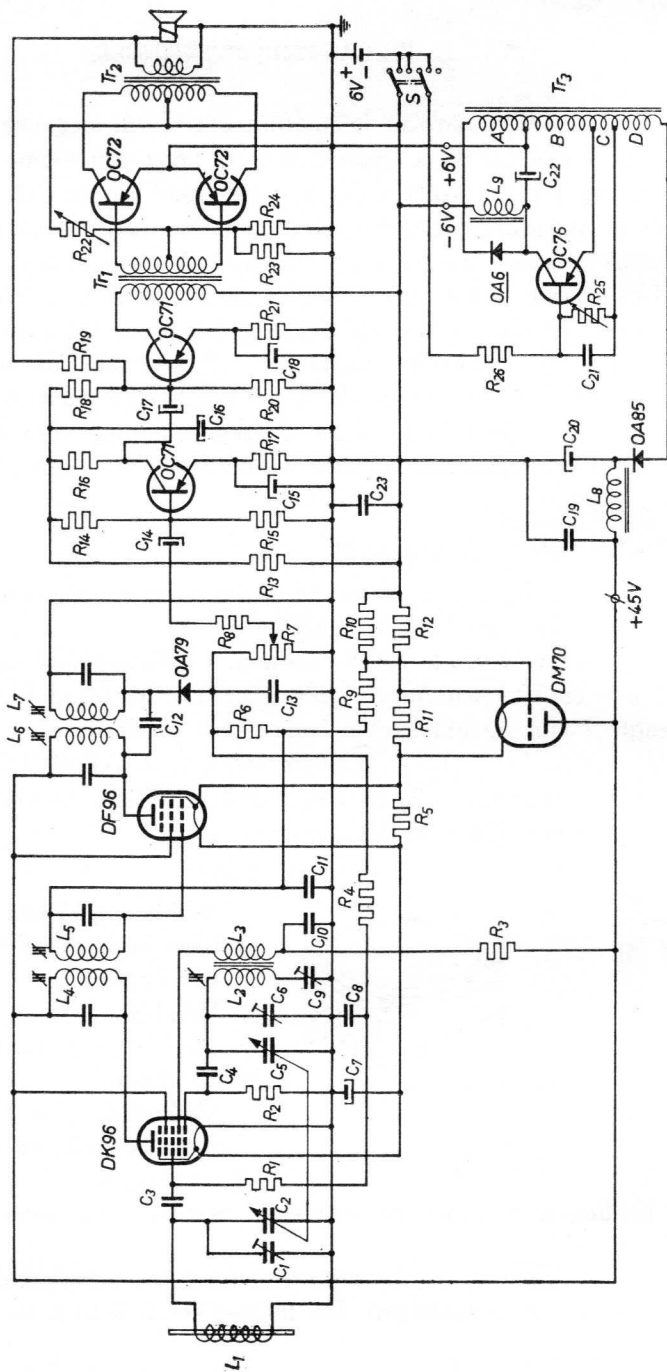 L1
C1
C2
C3
R1
DK96
R2
C7
C4
C5
C6
L2
L3
C9
C8
C10
C11
L4
L5
R3
R4
DF96
R5
L6
L7
C12
OA79
R6
C13
R7
R8
R9
R10
R11
R12
DM70
+45V
C14
R14
R13
R15
OC71
C15
R16
R17
C23
C16
C17
R18
R19
OC71
R20
C18
R21
Tr1
R22
R23
R24
OC72
OC72
Tr2
6V
+
-
S
L8
C19
C20
OA85
R26
C21
R25
OC76
OA6
L9
-6V
+6V
C22
A
B
C
D
Tr3